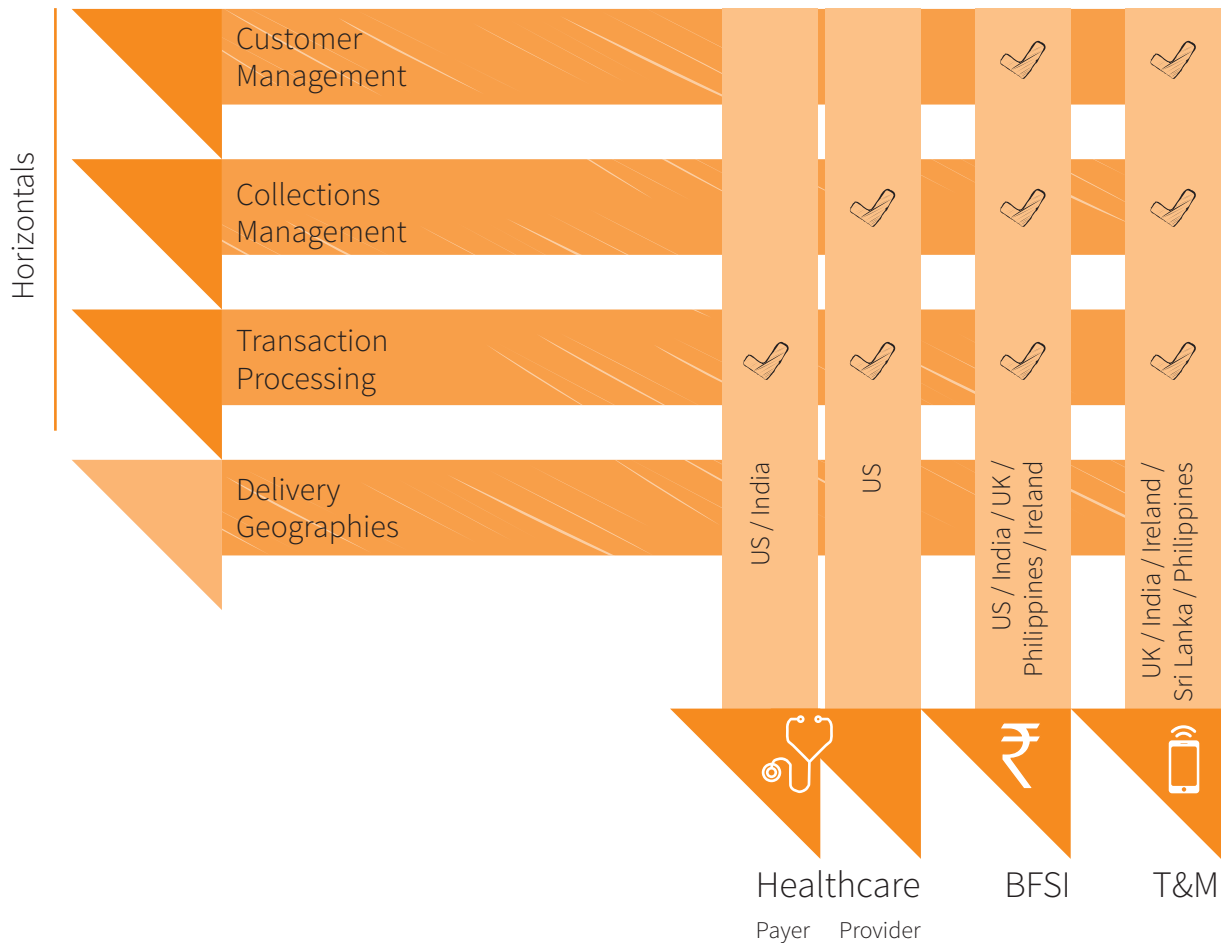 Horizontals
Customer
Management
Collections
Management
Transaction
Processing
Delivery
Geographies
US / India
US
US / India / UK /
Philippines / Ireland
UK / India / Ireland /
Sri Lanka / Philippines
₹
Healthcare
BFSI
T&M
Payer
Provider